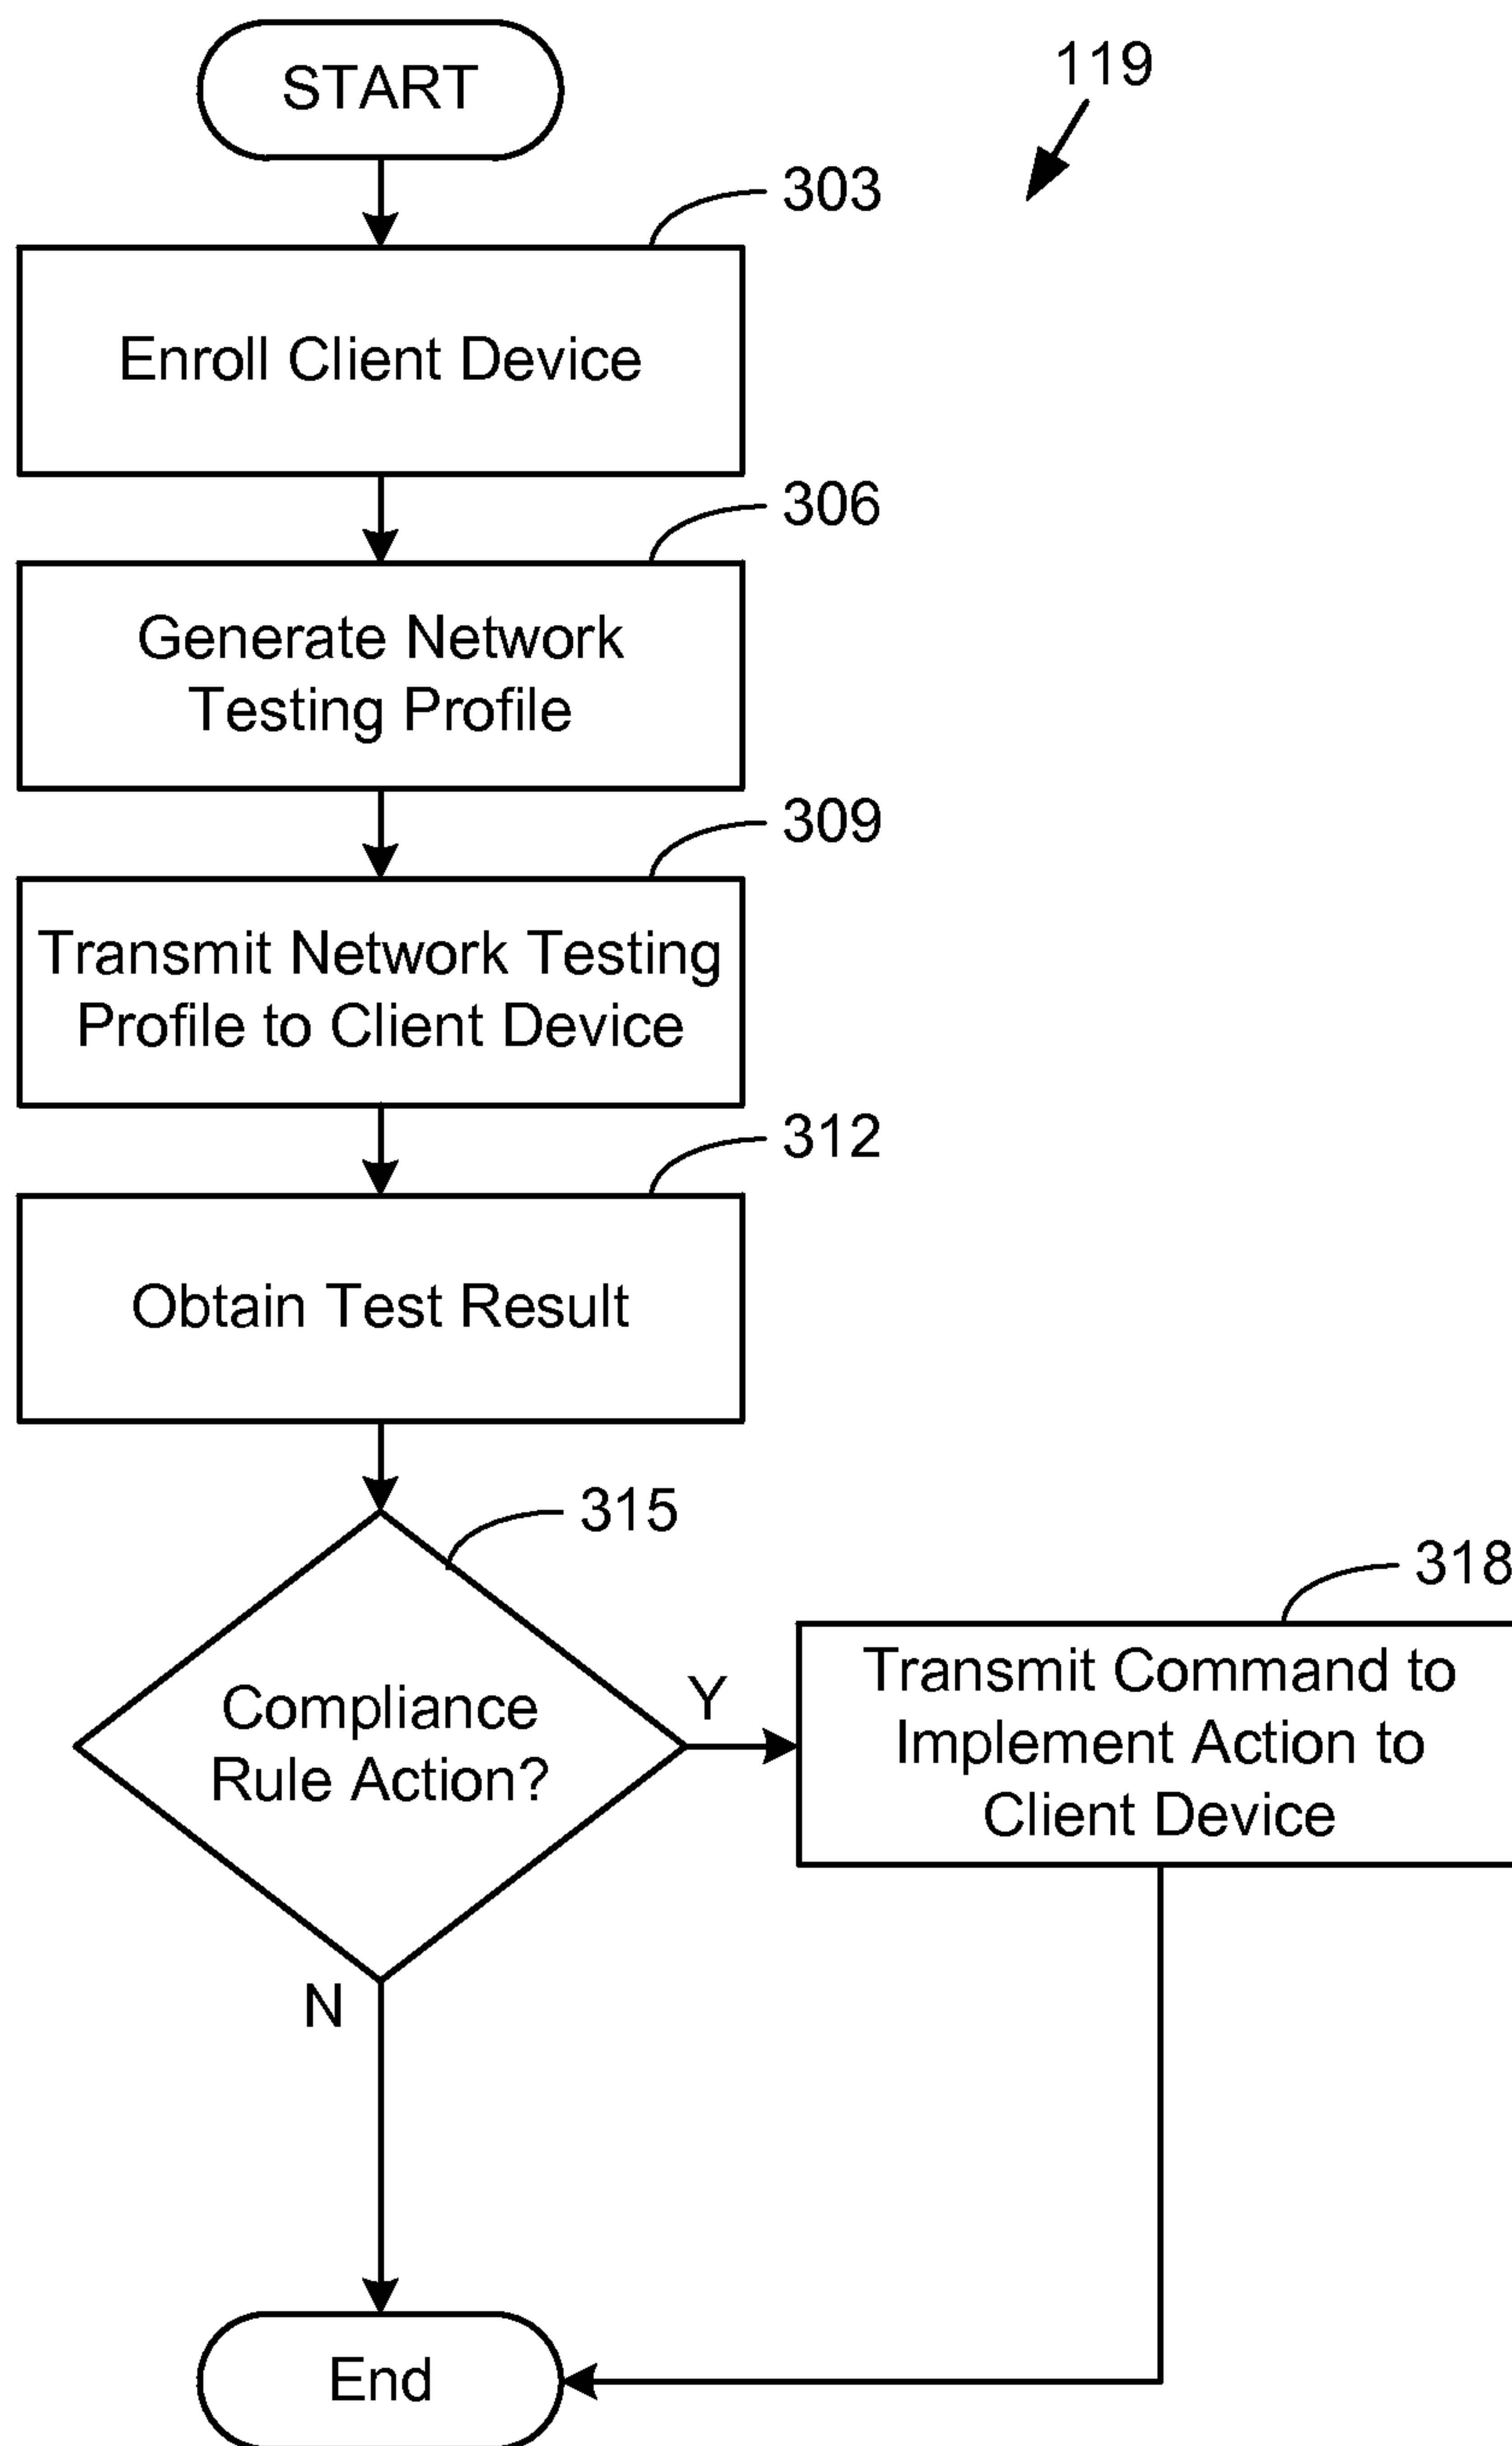 START
119
303
Enroll Client Device
306
Generate Network
Testing Profile
309
Transmit Network Testing
Profile to Client Device
312
Obtain Test Result
315
Compliance
Rule Action?
Y
318
Transmit Command to
Implement Action to
Client Device
N
End